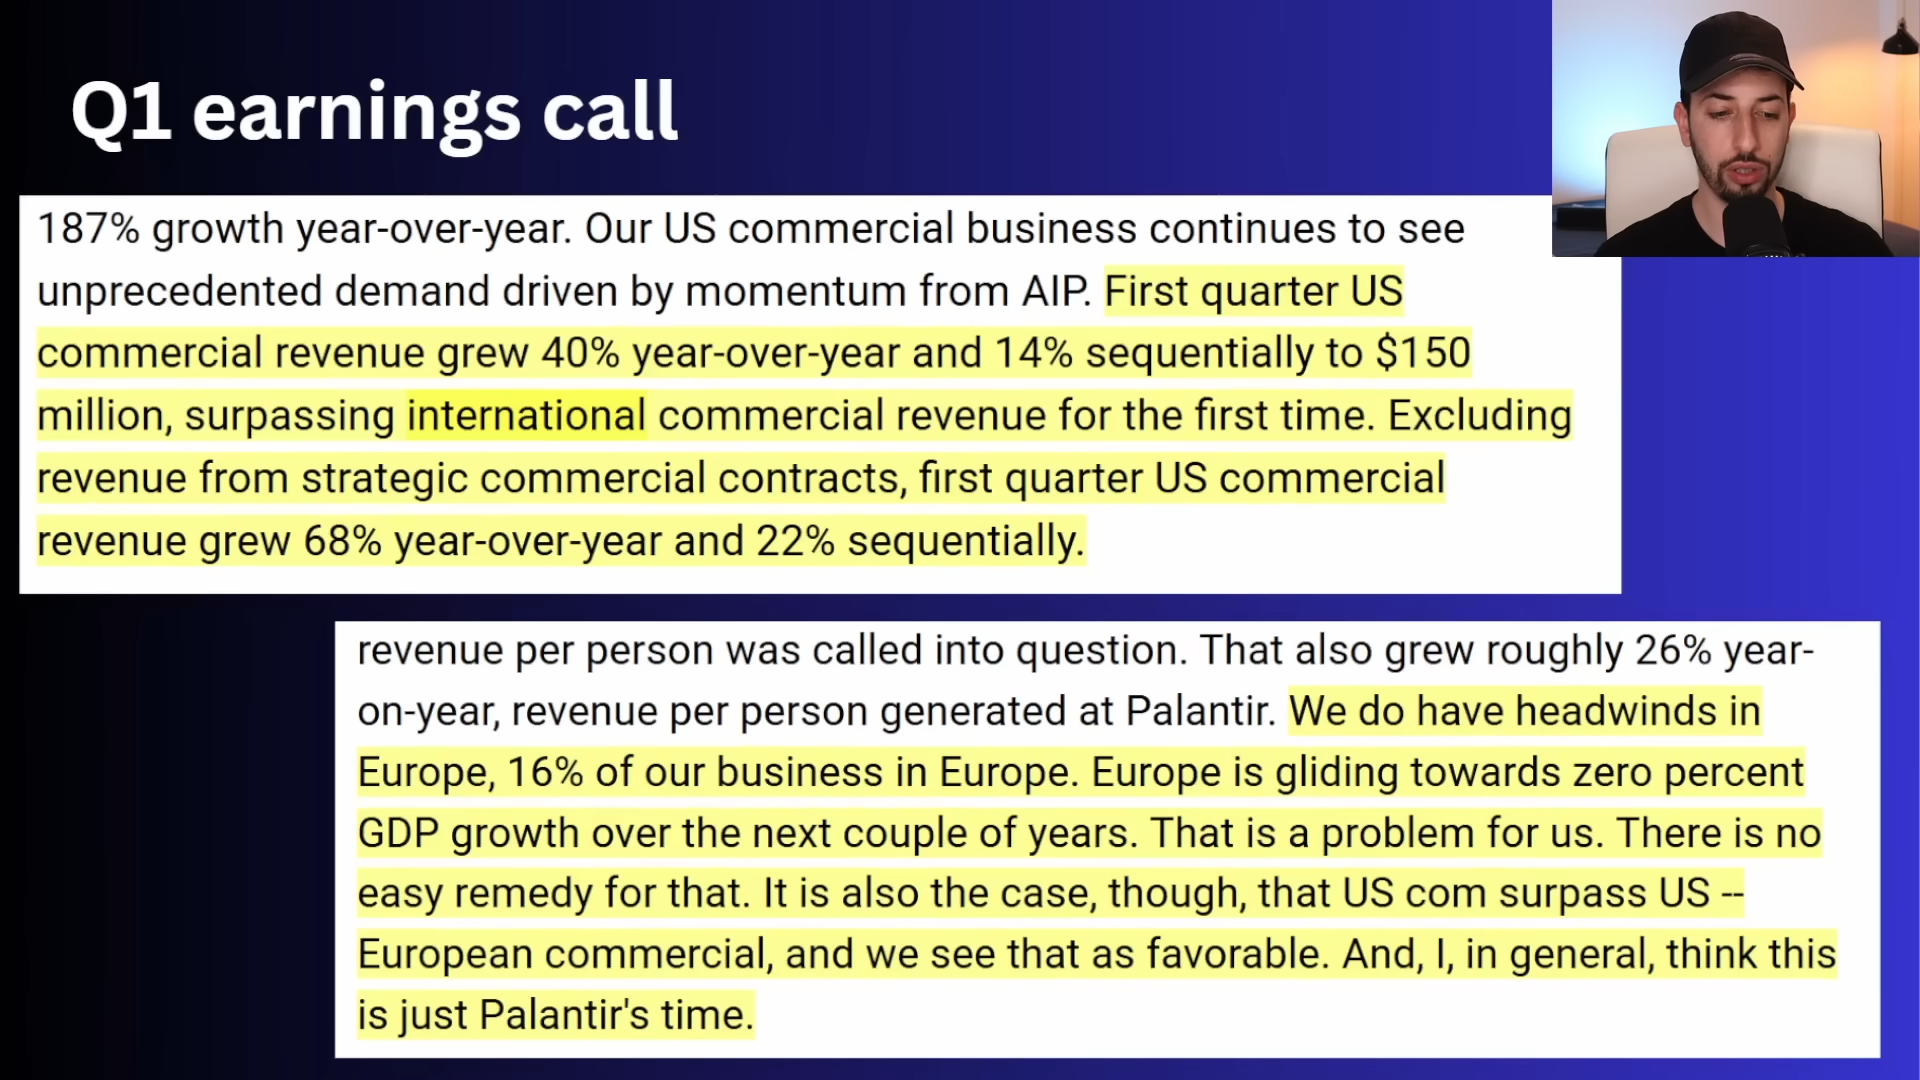 Q1 earnings call
187% growth year-over-year. Our US commercial business continues to see
unprecedented demand driven by momentum from AIP. First quarter US
commercial revenue grew 40% year-over-year and 14% sequentially to $150
million, surpassing international commercial revenue for the first time. Excluding
revenue from strategic commercial contracts, first quarter US commercial
revenue grew 68% year-over-year and 22% sequentially.
revenue per person was called into question. That also grew roughly 26% year-
on-year, revenue per person generated at Palantir. We do have headwinds in
Europe, 16% of our business in Europe. Europe is gliding towards zero percent
GDP growth over the next couple of years. That is a problem for us. There is no
easy remedy for that. It is also the case, though, that US com surpass US --
European commercial, and we see that as favorable. And, I, in general, think this
is just Palantir's time.